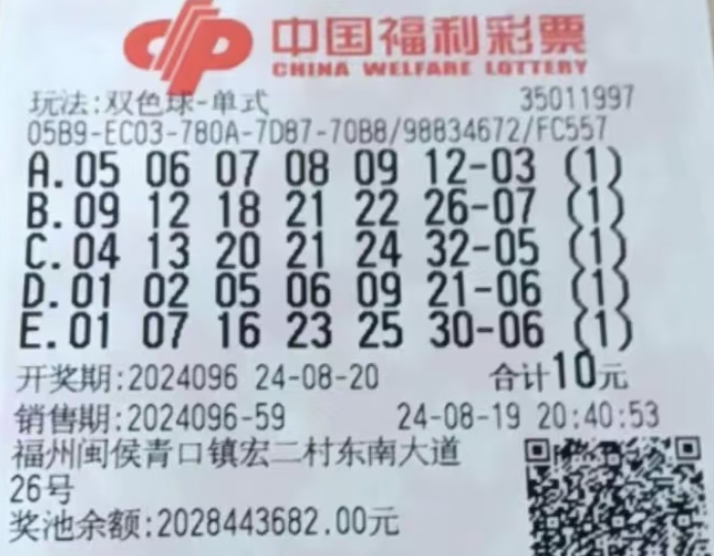 中国福利彩票
CHINA WELFARE LOTTERY
玩法:双色球-单式 35011997
05B9-EC03-780A-7D87-70B8/98834672/FC557
A.05 06 07 08 09 12-03 (1)
B.09 12 18 21 22 26-07 (1)
C.04 13 20 21 24 32-05 (1)
D.01 02 05 06 09 21-06 (1)
E.01 07 16 23 25 30-06 (1)
开奖期:2024096 24-08-20 合计10元
销售期:2024096-59 24-08-19 20:40:53
福州闽侯青口镇宏二村东南大道
26号
奖池余额:2028443682.00元